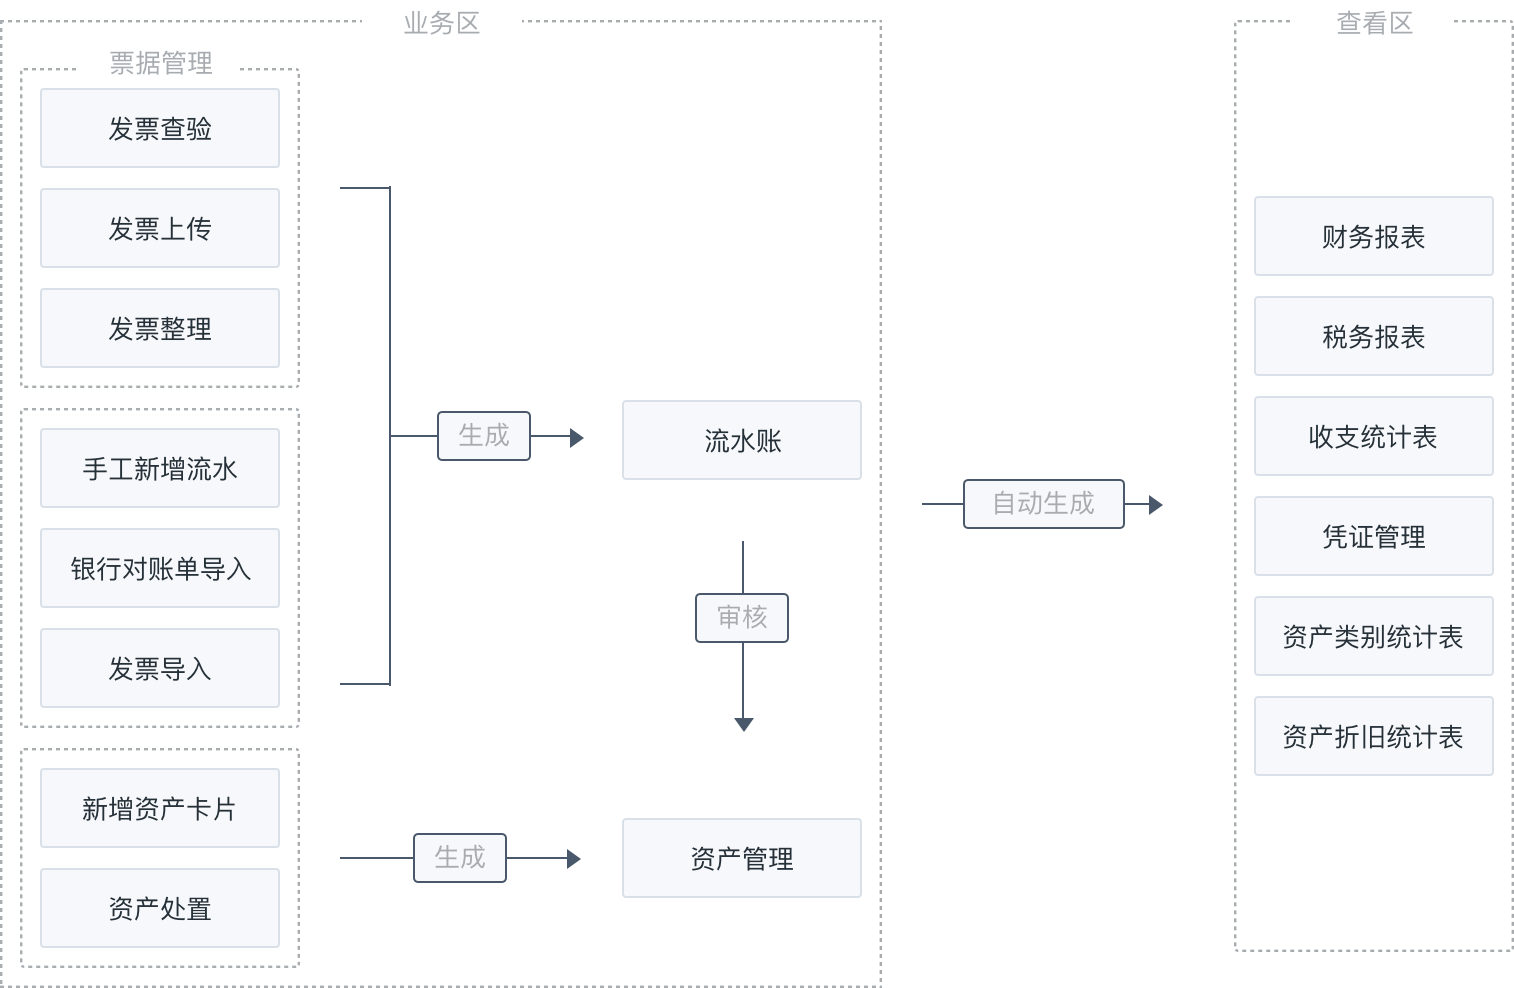 业务区
票据管理
发票查验
发票上传
发票整理
手工新增流水
银行对账单导入
发票导入
新增资产卡片
资产处置
生成
流水账
审核
生成
资产管理
自动生成
查看区
财务报表
税务报表
收支统计表
凭证管理
资产类别统计表
资产折旧统计表